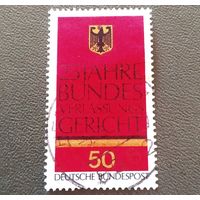 25 JAHRE
BUNDES
VERFASSUNGS
GERICHT
50
DEUTSCHE BUNDESPOST